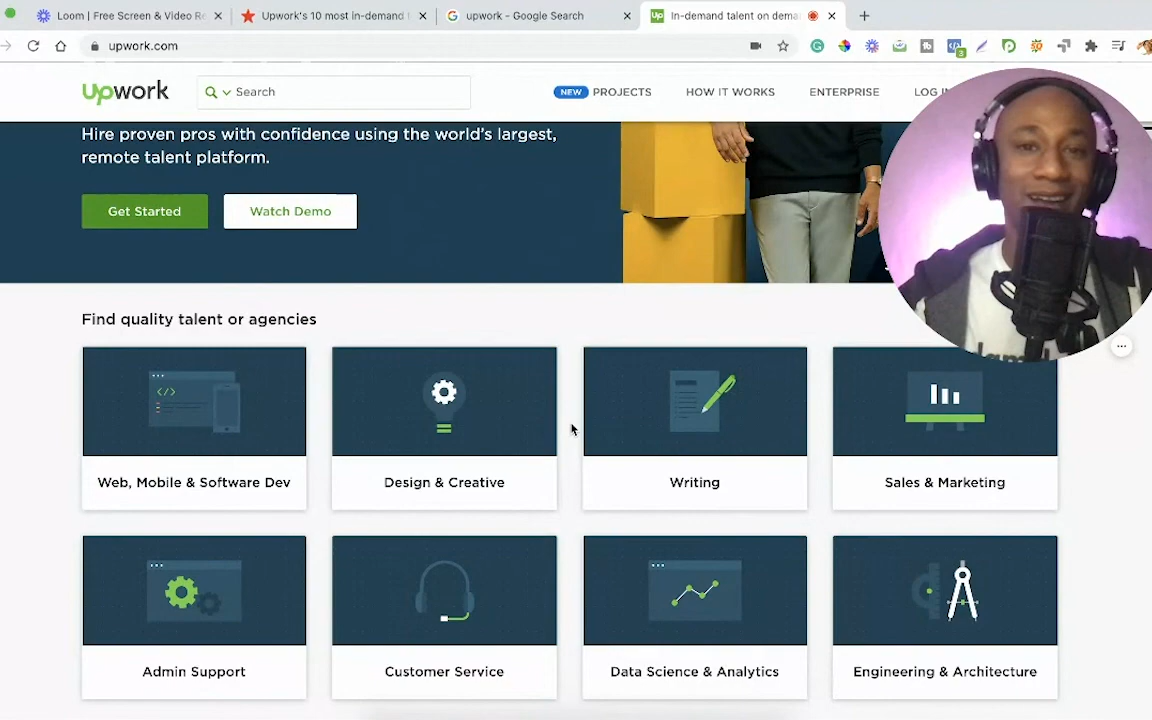 Loom | Free Screen & Video Re
Upwork's 10 most in-demand
upwork - Google Search
In-demand talent on dema
upwork.com
3
upwork
Search
NEW
PROJECTS
HOW IT WORKS
ENTERPRISE
LOG IN
Hire proven pros with confidence using the world's largest,
remote talent platform.
Get Started
Watch Demo
Find quality talent or agencies
Web, Mobile & Software Dev
Design & Creative
Writing
Sales & Marketing
Admin Support
Customer Service
Data Science & Analytics
Engineering & Architecture